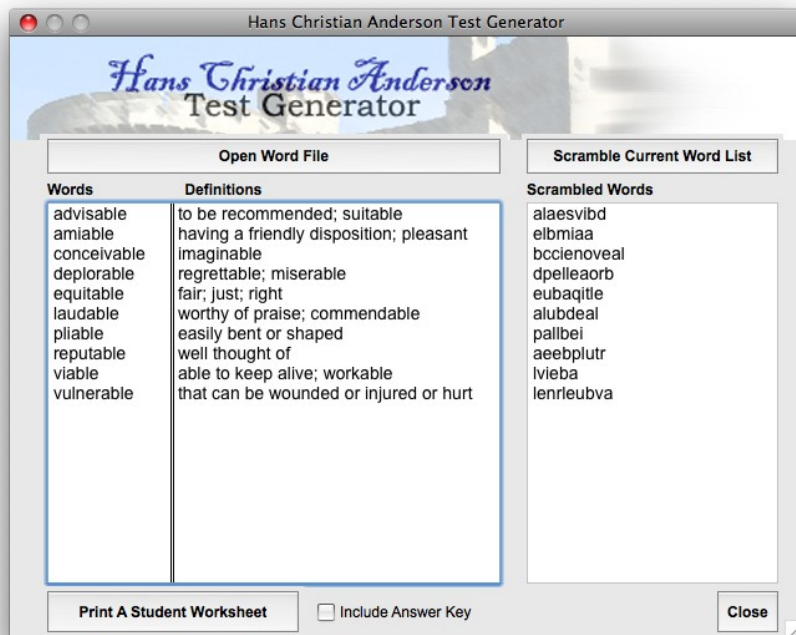 Hans Christian Anderson Test Generator
Hans Christian Anderson
Test Generator
Open Word File
Scramble Current Word List
Words Definitions
Scrambled Words
advisable to be recommended; suitable
amiable having a friendly disposition; pleasant
conceivable imaginable
deplorable regrettable; miserable
equitable fair; just; right
laudable worthy of praise; commendable
pliable easily bent or shaped
reputable well thought of
viable able to keep alive; workable
vulnerable that can be wounded or injured or hurt
alaesvibd
elbmiaa
bccienoveal
dpelleaorb
eubaqitle
alubdeal
pallbei
aeebplutr
lvieba
lenrleubva
Print A Student Worksheet
Include Answer Key
Close